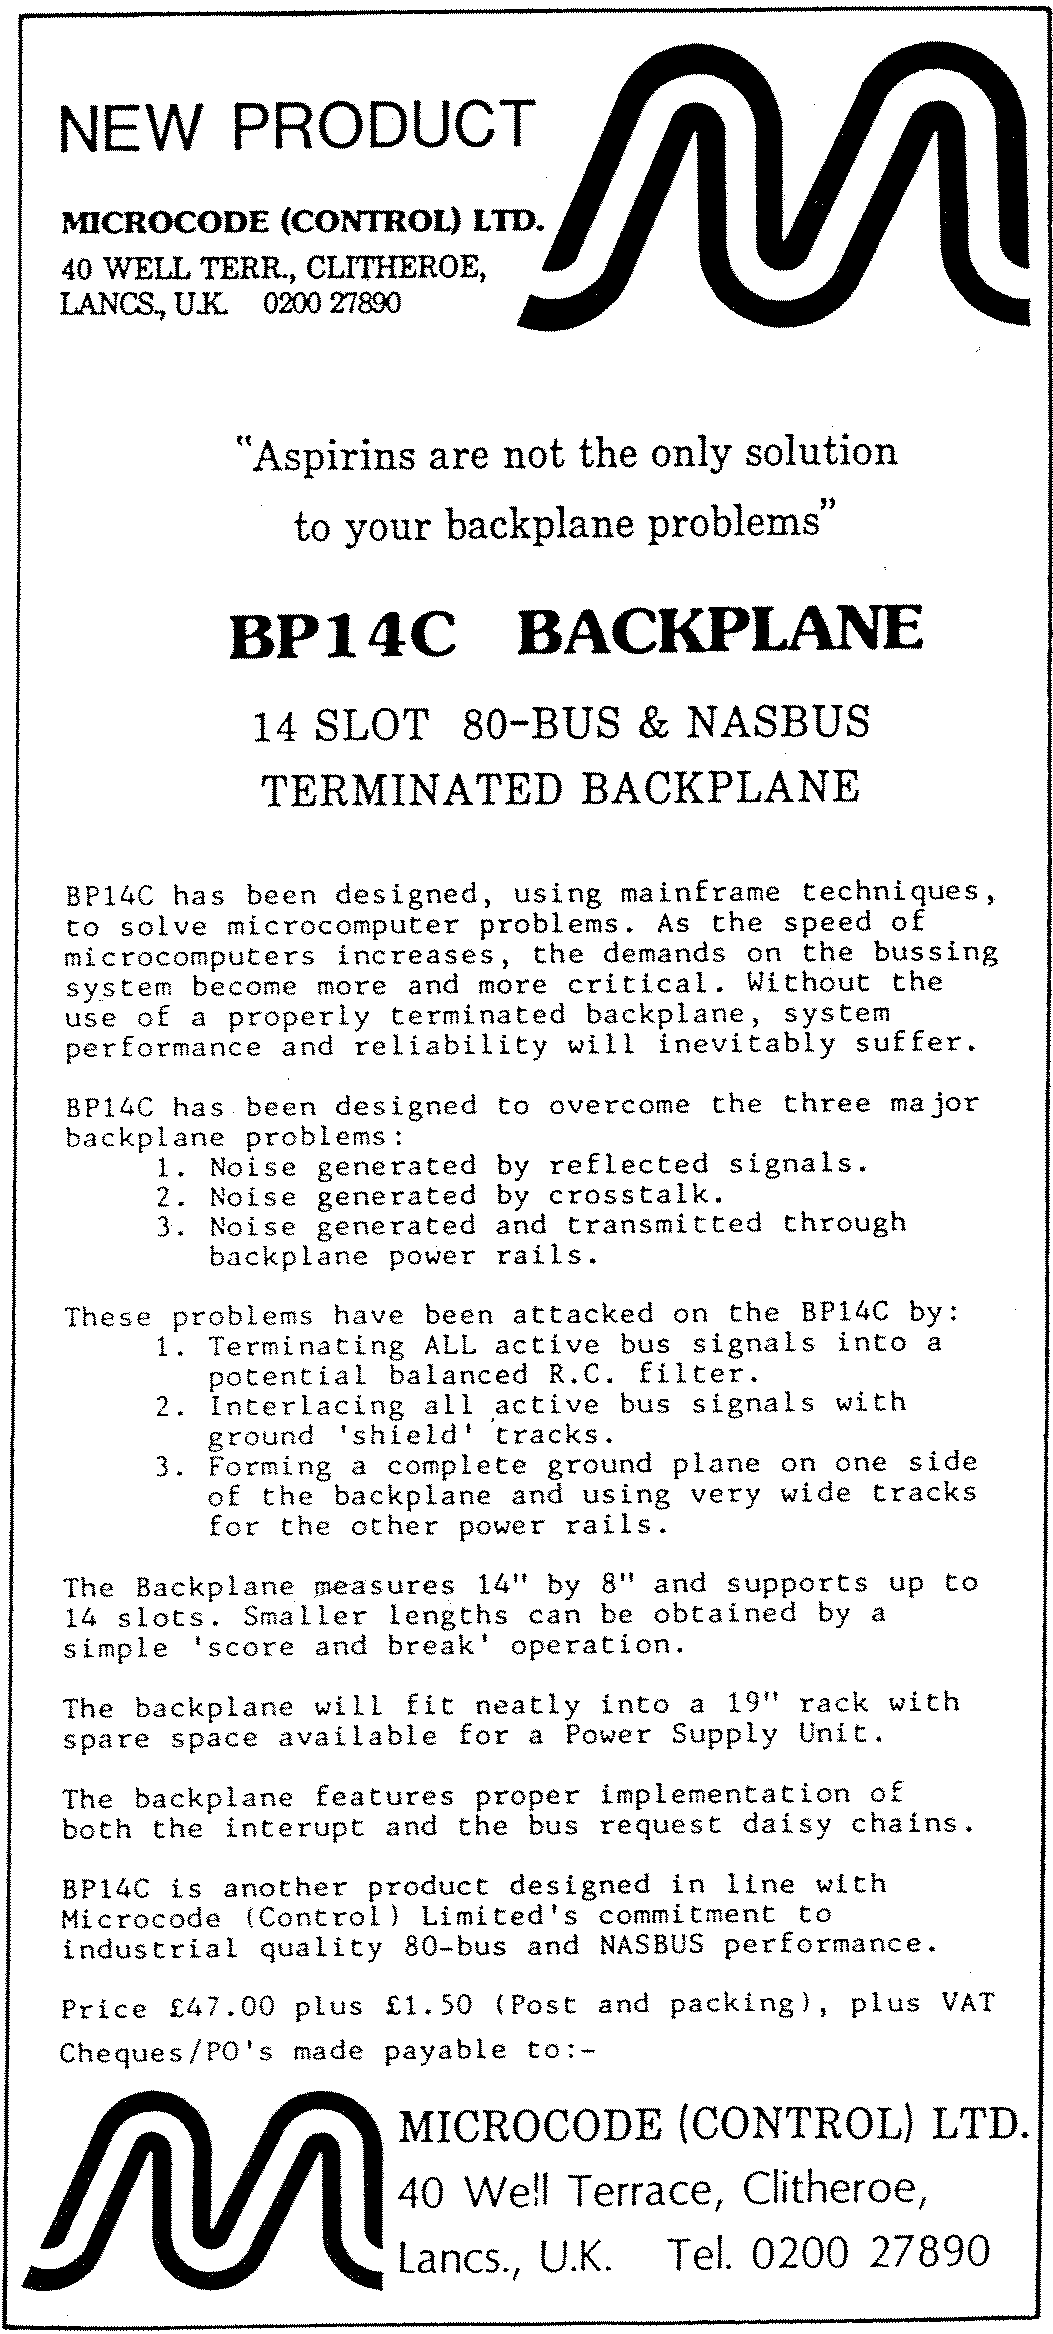 NEW PRODUCT
MICROCODE (CONTROL) LTD.
40 WELL TERR., CLITHEROE,
LANCS., U.K. 0200 27890
"Aspirins are not the only solution
to your backplane problems"
BP14C BACKPLANE
14 SLOT 80-BUS & NASBUS
TERMINATED BACKPLANE
BP14C has been designed, using mainframe techniques,
to solve microcomputer problems. As the speed of
microcomputers increases, the demands on the bussing
system become more and more critical. Without the
use of a properly terminated backplane, system
performance and reliability will inevitably suffer.
BP14C has been designed to overcome the three major
backplane problems:
1. Noise generated by reflected signals.
2. Noise generated by crosstalk.
3. Noise generated and transmitted through
backplane power rails.
These problems have been attacked on the BP14C by:
1. Terminating ALL active bus signals into a
potential balanced R.C. filter.
2. Interlacing all active bus signals with
ground 'shield' tracks.
3. Forming a complete ground plane on one side
of the backplane and using very wide tracks
for the other power rails.
The Backplane measures 14" by 8" and supports up to
14 slots. Smaller lengths can be obtained by a
simple 'score and break' operation.
The backplane will fit neatly into a 19" rack with
spare space available for a Power Supply Unit.
The backplane features proper implementation of
both the interupt and the bus request daisy chains.
BP14C is another product designed in line with
Microcode (Control) Limited's commitment to
industrial quality 80-bus and NASBUS performance.
Price £47.00 plus £1.50 (Post and packing), plus VAT
Cheques/PO's made payable to:-
MICROCODE (CONTROL) LTD.
40 Well Terrace, Clitheroe,
Lancs., U.K. Tel. 0200 27890